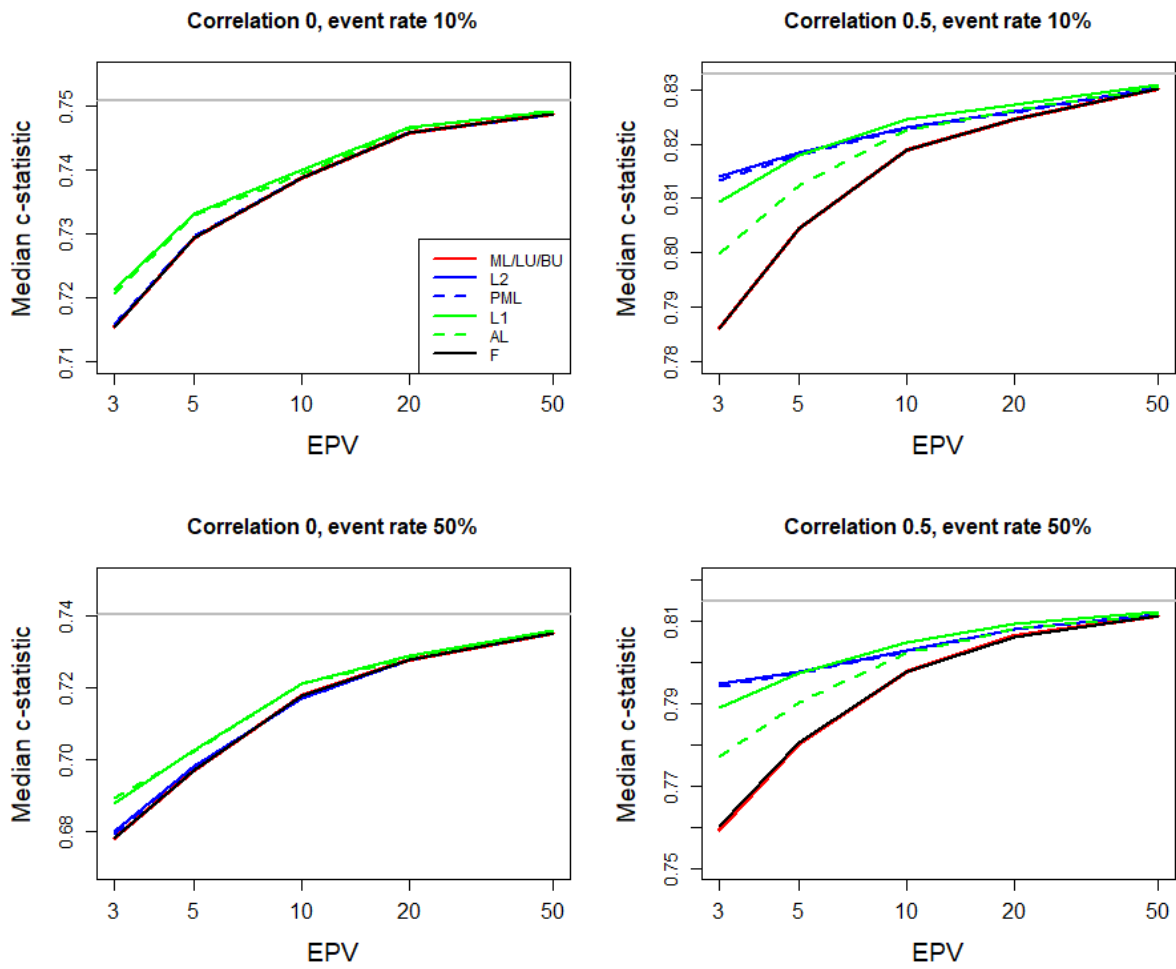 Correlation 0, event rate 10%
Median c-statistic
0.75
0.74
0.73
0.72
0.71
ML/LU/BU
L2
PML
L1
AL
F
3 5 10 20 50
EPV
Correlation 0.5, event rate 10%
Median c-statistic
0.83
0.82
0.81
0.80
0.79
0.78
3 5 10 20 50
EPV
Correlation 0, event rate 50%
Median c-statistic
0.74
0.72
0.70
0.68
3 5 10 20 50
EPV
Correlation 0.5, event rate 50%
Median c-statistic
0.81
0.79
0.77
0.75
3 5 10 20 50
EPV